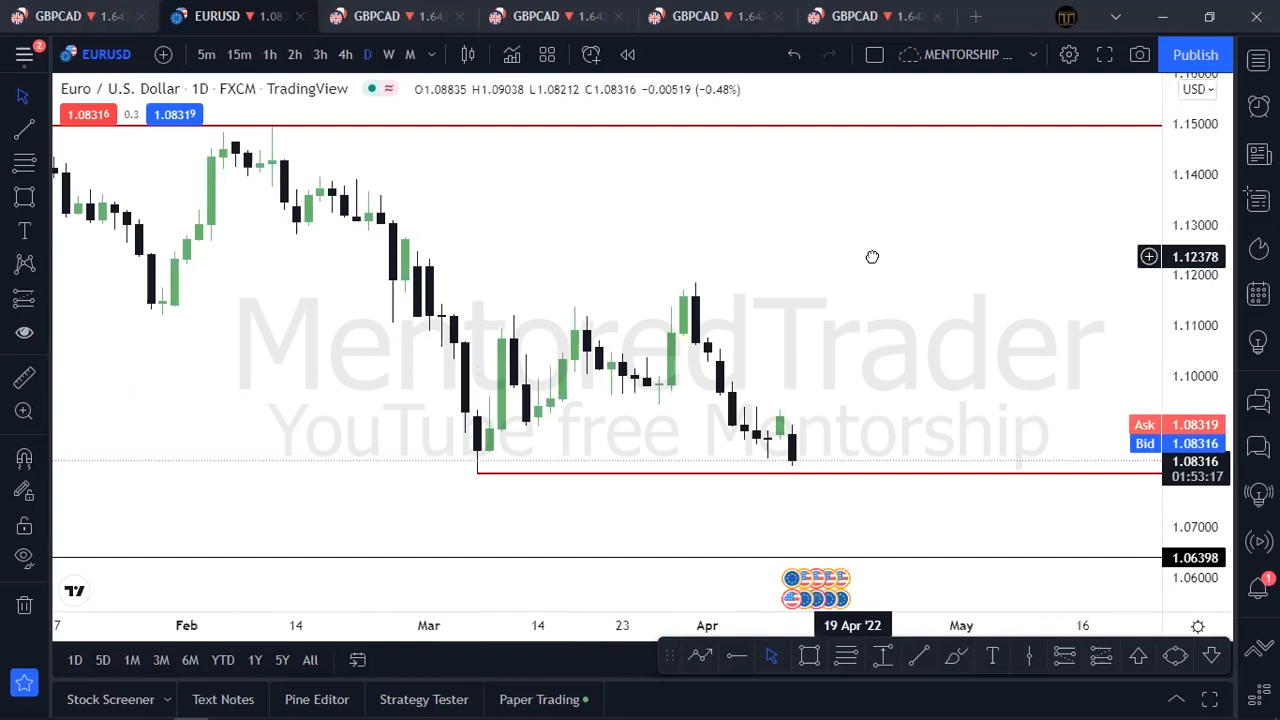 GBPCAD ▼ 1.64
EURUSD ▼ 1.08
GBPCAD ▼ 1.64
GBPCAD ▼ 1.64
GBPCAD ▼ 1.64
GBPCAD ▼ 1.64
2
EURUSD 5m 15m 1h 2h 3h 4h D W M MENTORSHIP ... Publish
Euro / U.S. Dollar · 1D · FXCM · TradingView O1.08835 H1.09038 L1.08212 C1.08316 -0.00519 (-0.48%)
USD
1.08316 0.3 1.08319
1.15000
1.14000
1.13000
1.12378
1.12000
1.11000
1.10000
MentoredTrader
YouTube free Mentorship
Ask 1.08319
Bid 1.08316
1.08316
01:53:17
1.07000
1.06398
1.06000
1
7 Feb 14 Mar 14 23 Apr 19 Apr '22 May 16
1D 5D 1M 3M 6M YTD 1Y 5Y All
Stock Screener Text Notes Pine Editor Strategy Tester Paper Trading